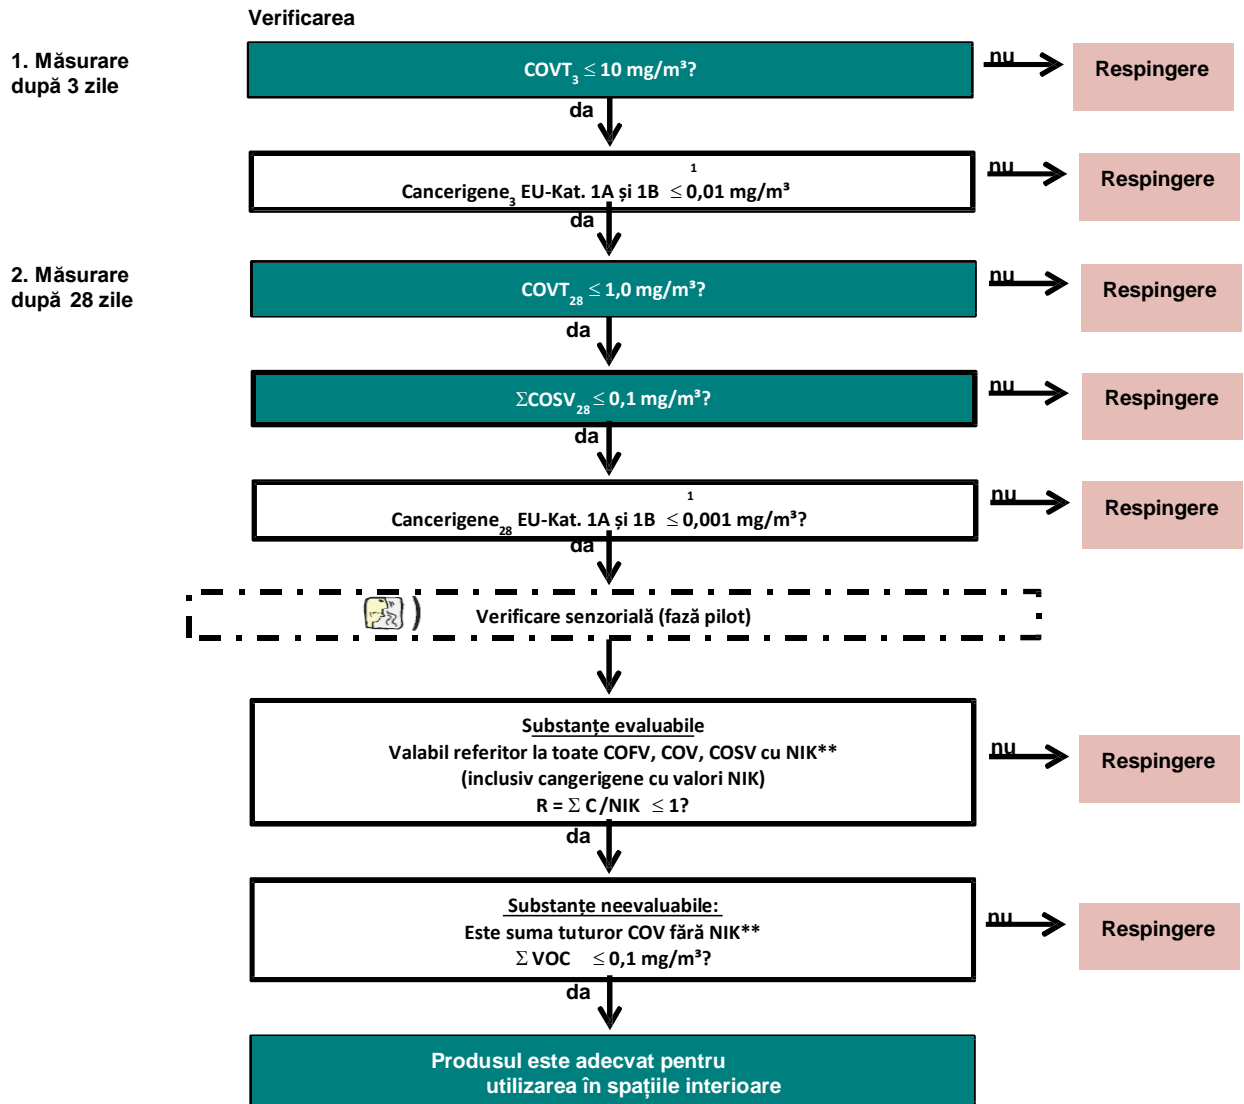 Verificarea
1. Măsurare
după 3 zile
COVT3 ≤ 10 mg/m³?
nu
Respingere
da
Cancerigene3 EU-Kat. 1A și 1B ≤ 0,01 mg/m³ 1
nu
Respingere
da
2. Măsurare
după 28 zile
COVT28 ≤ 1,0 mg/m³?
nu
Respingere
da
ΣCOSV28 ≤ 0,1 mg/m³?
nu
Respingere
da
Cancerigene28 EU-Kat. 1A și 1B ≤ 0,001 mg/m³? 1
nu
Respingere
da
Verificare senzorială (fază pilot)
Substanțe evaluabile
Valabil referitor la toate COFV, COV, COSV cu NIK**
(inclusiv cangerigene cu valori NIK)
R = Σ C/NIK ≤ 1?
nu
Respingere
da
Substanțe neevaluabile:
Este suma tuturor COV fără NIK**
Σ VOC ≤ 0,1 mg/m³?
nu
Respingere
da
Produsul este adecvat pentru
utilizarea în spațiile interioare